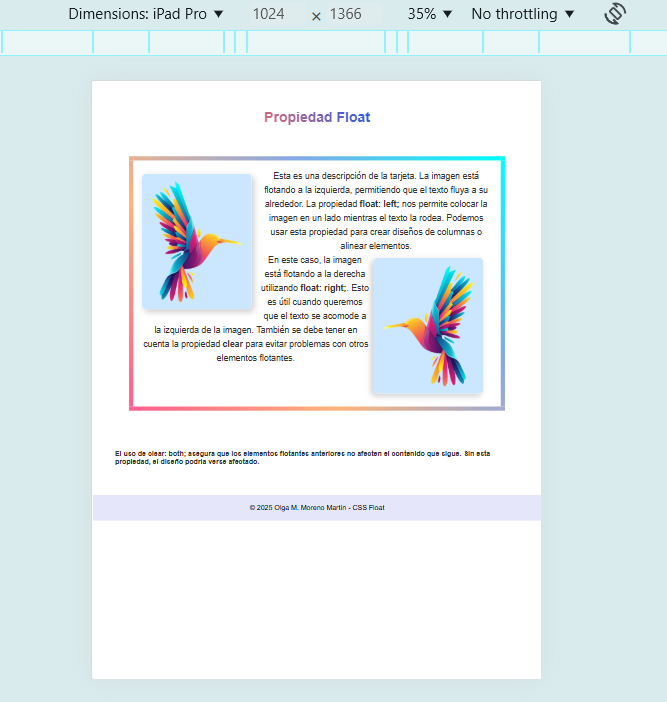 Dimensions: iPad Pro ▼ 1024 × 1366 35% ▼ No throttling ▼
Propiedad Float
Esta es una descripción de la tarjeta. La imagen está
flotando a la izquierda, permitiendo que el texto fluya a su
alrededor. La propiedad float: left; nos permite colocar la
imagen en un lado mientras el texto la rodea. Podemos
usar esta propiedad para crear diseños de columnas o
alinear elementos.
En este caso, la imagen
está flotando a la derecha
utilizando float: right;. Esto
es útil cuando queremos
que el texto se acomode a
la izquierda de la imagen. También se debe tener en
cuenta la propiedad clear para evitar problemas con otros
elementos flotantes.
El uso de clear: both; asegura que los elementos flotantes anteriores no afecten el contenido que sigue. Sin esta
propiedad, el diseño podría verse afectado.
© 2025 Olga M. Moreno Martín - CSS Float